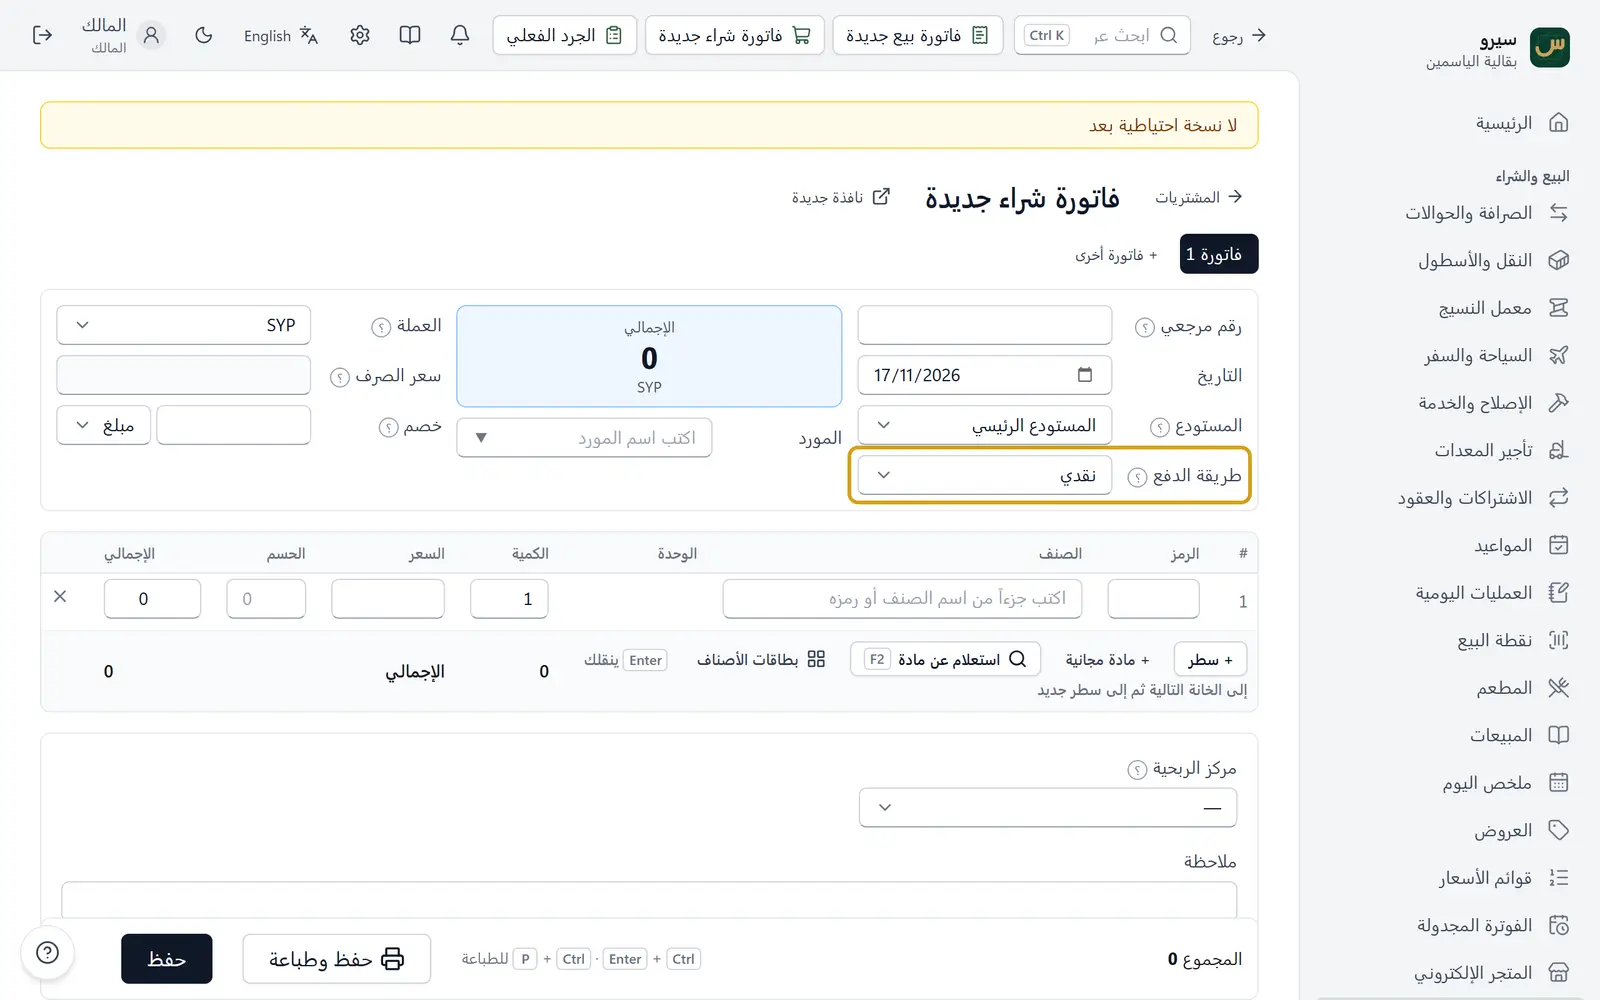 سيرو
بقالية الياسمين
رجوع
ابحث عر
Ctrl K
فاتورة بيع جديدة
فاتورة شراء جديدة
الجرد الفعلي
English
المالك
المالك
الرئيسية
البيع والشراء
الصرافة والحوالات
النقل والأسطول
معمل النسيج
السياحة والسفر
الإصلاح والخدمة
تأجير المعدات
الاشتراكات والعقود
المواعيد
العمليات اليومية
نقطة البيع
المطعم
المبيعات
ملخص اليوم
العروض
قوائم الأسعار
الفوترة المجدولة
المتجر الإلكتروني
لا نسخة احتياطية بعد
المشتريات
فاتورة شراء جديدة
نافذة جديدة
فاتورة 1
+ فاتورة أخرى
رقم مرجعي ؟
التاريخ
17/11/2026
المستودع ؟
المستودع الرئيسي
طريقة الدفع ؟
نقدي
الإجمالي
0
SYP
المورد
اكتب اسم المورد
العملة ؟
SYP
سعر الصرف ؟
خصم ؟
مبلغ
# الرمز الصنف الوحدة الكمية السعر الحسم الإجمالي
1 اكتب جزءاً من اسم الصنف أو رمزه 1 0 0
+ سطر
+ مادة مجانية
استعلام عن مادة F2
بطاقات الأصناف
Enter ينقلك
إلى الخانة التالية ثم إلى سطر جديد
0
الإجمالي
0
مركز الربحية ؟
—
ملاحظة
المجموع 0
Ctrl + Enter · Ctrl + P للطباعة
حفظ وطباعة
حفظ